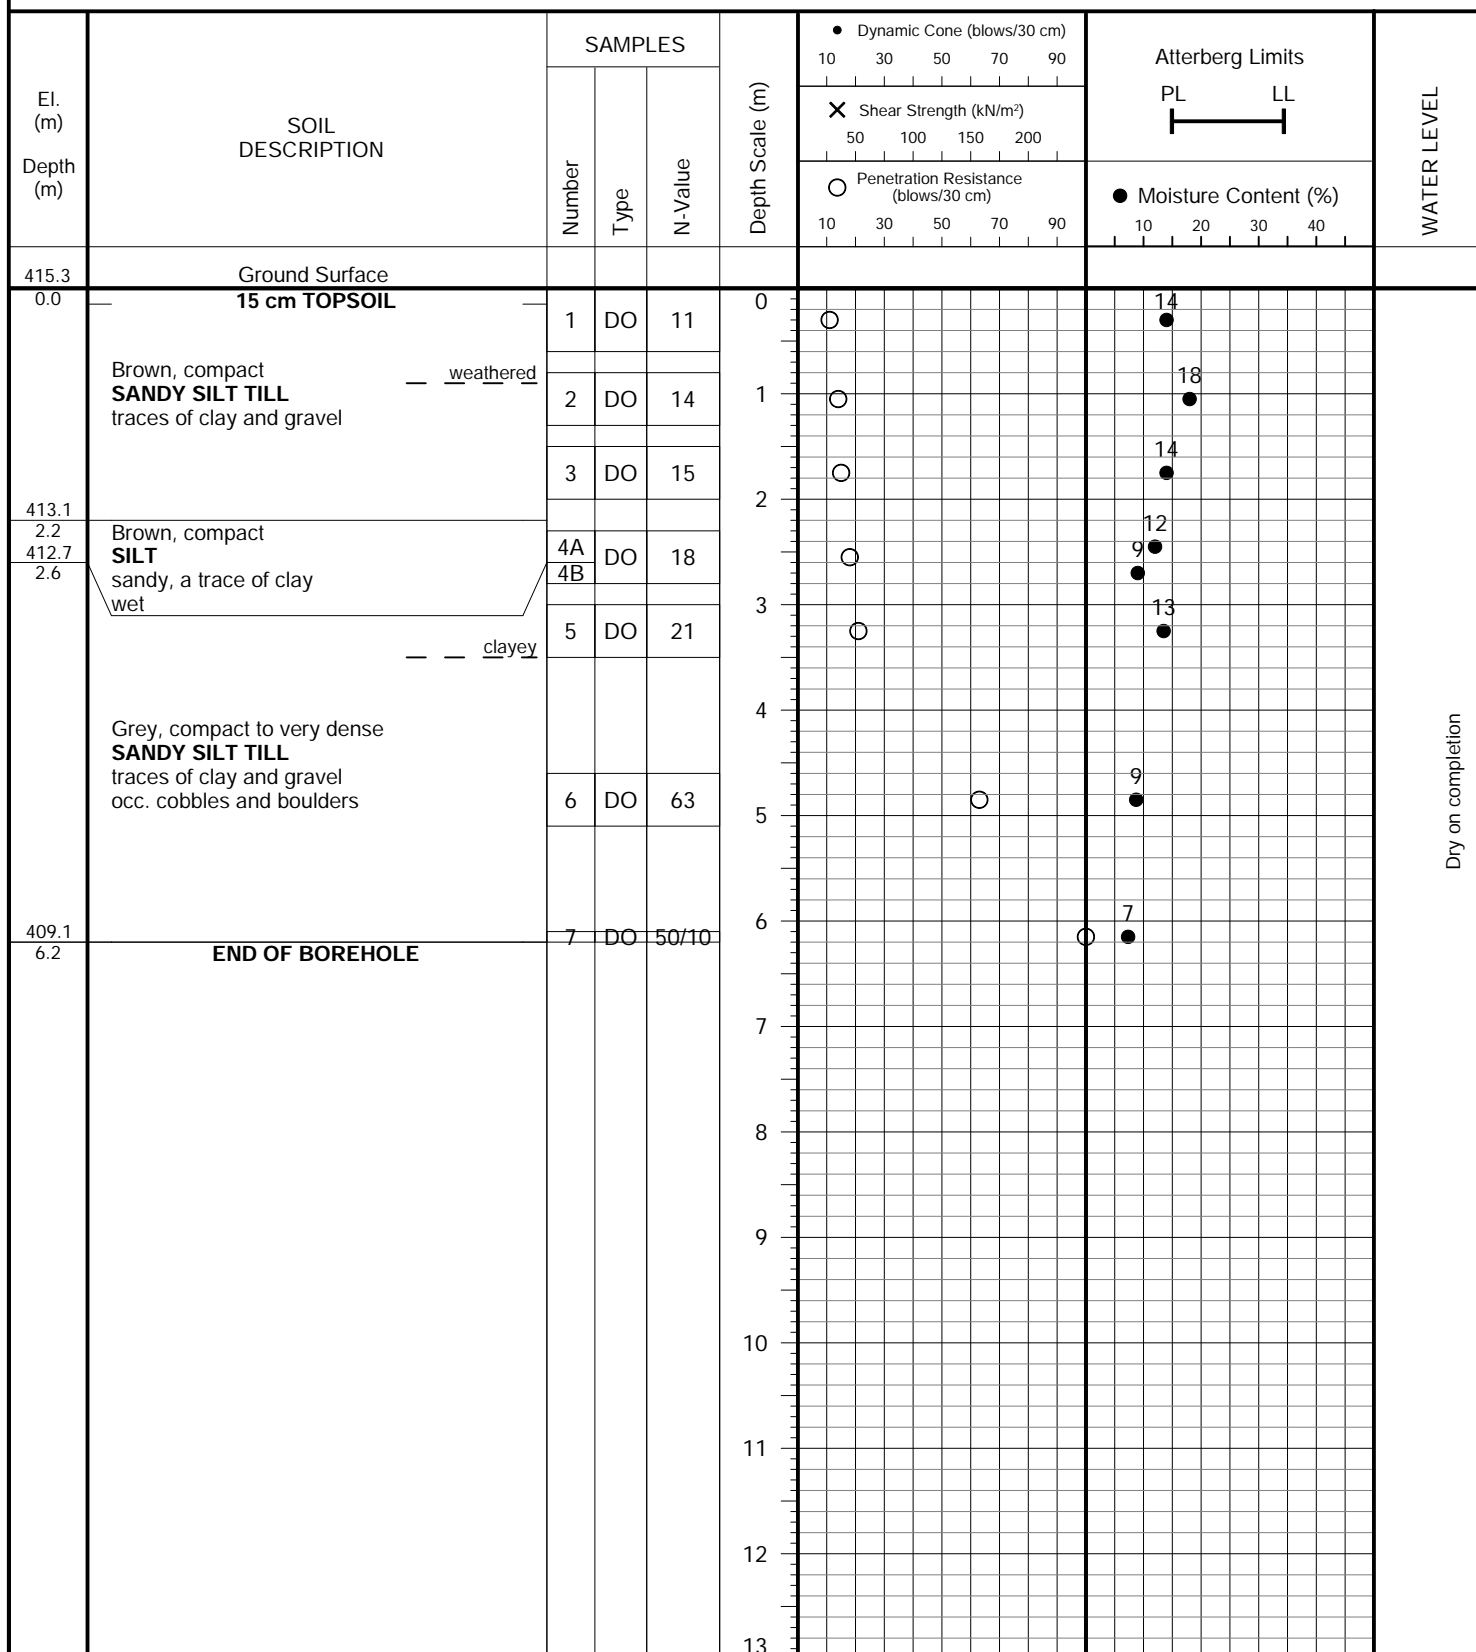 El.
(m)
Depth
(m)
SOIL
DESCRIPTION
SAMPLES
Number
Type
N-Value
Depth Scale (m)
● Dynamic Cone (blows/30 cm)
10 30 50 70 90
✕ Shear Strength (kN/m²)
50 100 150 200
○ Penetration Resistance
(blows/30 cm)
10 30 50 70 90
Atterberg Limits
PL LL
● Moisture Content (%)
10 20 30 40
WATER LEVEL
415.3 Ground Surface
0.0 15 cm TOPSOIL 0
1 DO 11 14
Brown, compact
weathered
SANDY SILT TILL
traces of clay and gravel
2 DO 14 1 18
3 DO 15 14
2
413.1
2.2 Brown, compact
412.7 SILT
2.6 sandy, a trace of clay
wet
4A DO 18 12
4B 9
3
5 DO 21 13
clayey
4
Grey, compact to very dense
SANDY SILT TILL
traces of clay and gravel
occ. cobbles and boulders
6 DO 63 9
5
Dry on completion
6
409.1 7 DO 50/10 7
6.2 END OF BOREHOLE
7
8
9
10
11
12
13